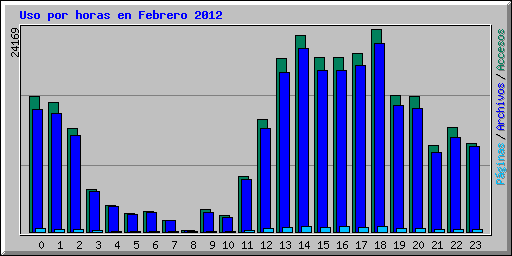 Uso por horas en Febrero 2012
24169
Páginas / Archivos / Accesos
0 1 2 3 4 5 6 7 8 9 10 11 12 13 14 15 16 17 18 19 20 21 22 23